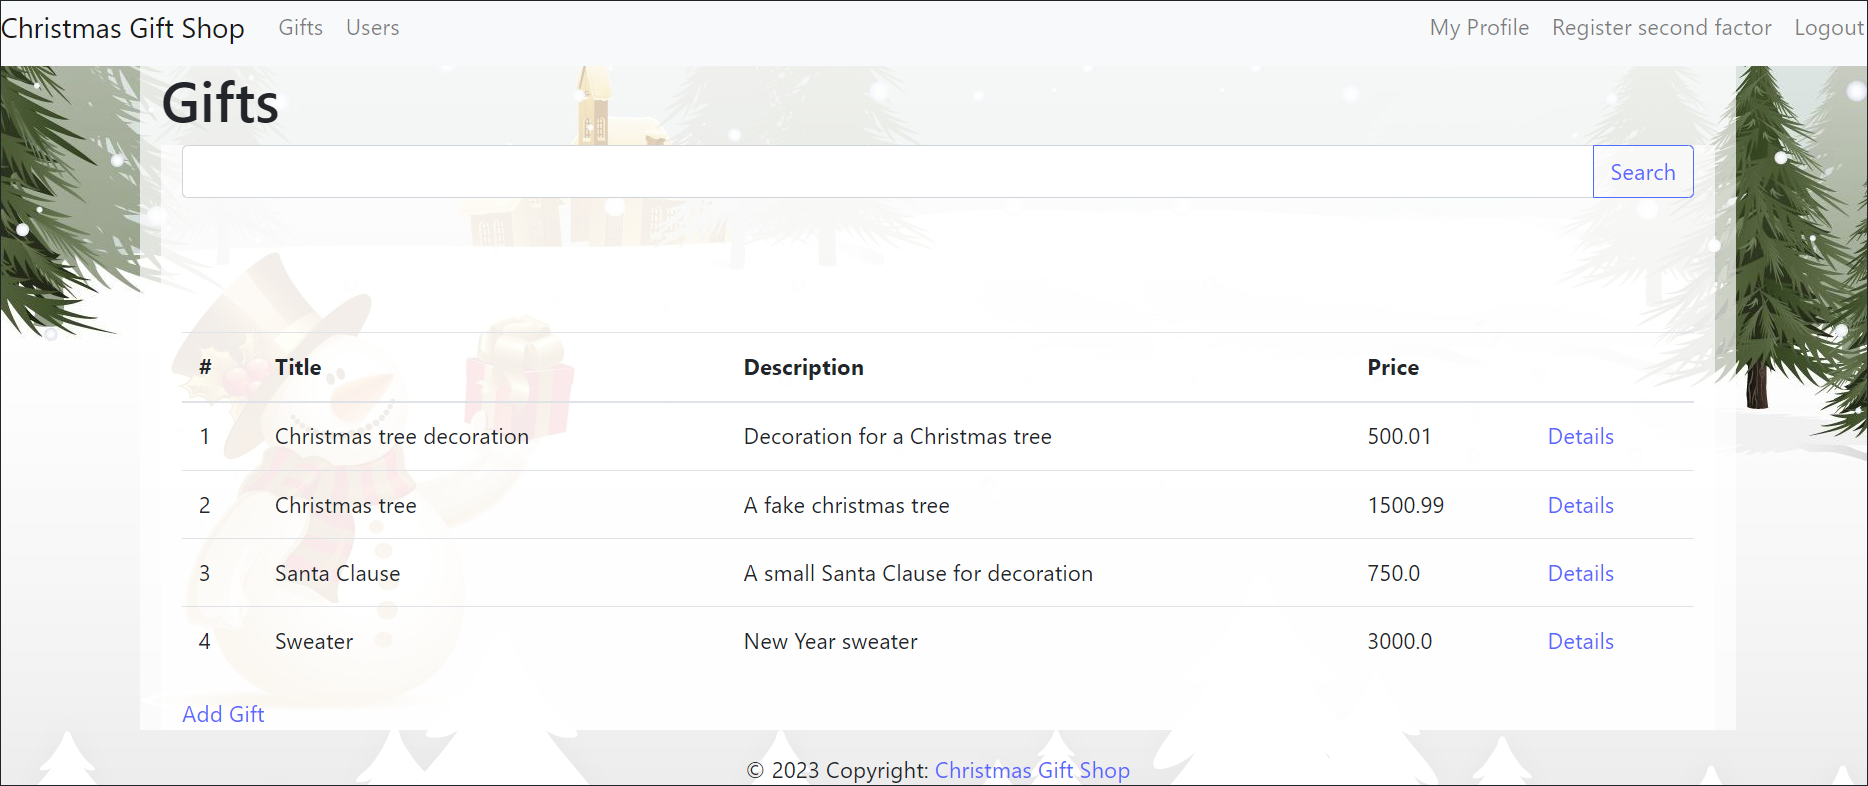 Christmas Gift Shop Gifts Users My Profile Register second factor Logout
Gifts
Search
# Title Description Price
1 Christmas tree decoration Decoration for a Christmas tree 500.01 Details
2 Christmas tree A fake christmas tree 1500.99 Details
3 Santa Clause A small Santa Clause for decoration 750.0 Details
4 Sweater New Year sweater 3000.0 Details
Add Gift
© 2023 Copyright: Christmas Gift Shop